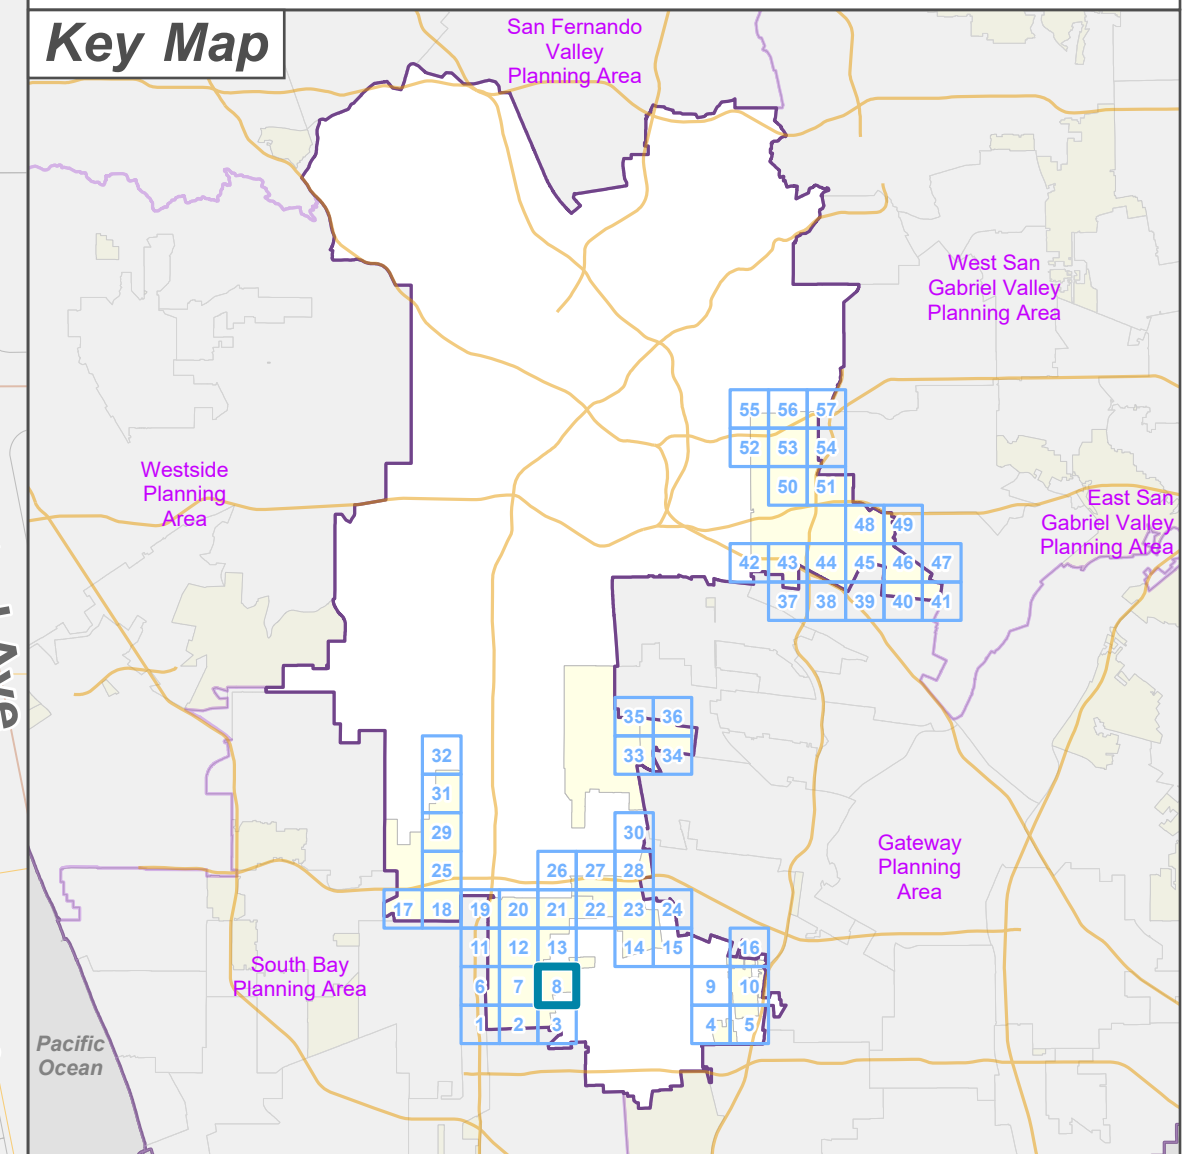 Key Map
San Fernando
Valley
Planning Area
West San
Gabriel Valley
Planning Area
55 56 57
52 53 54
Westside
Planning
Area
50 51
East San
Gabriel Valley
Planning Area
48 49
42 43 44 45 46 47
37 38 39 40 41
Ave
35 36
33 34
32
31
29
30
Gateway
Planning
Area
25
26 27 28
17 18 19 20 21 22 23 24
11 12 13
14 15
16
South Bay
Planning Area
6 7 8
9 10
1 2 3
4 5
Pacific
Ocean